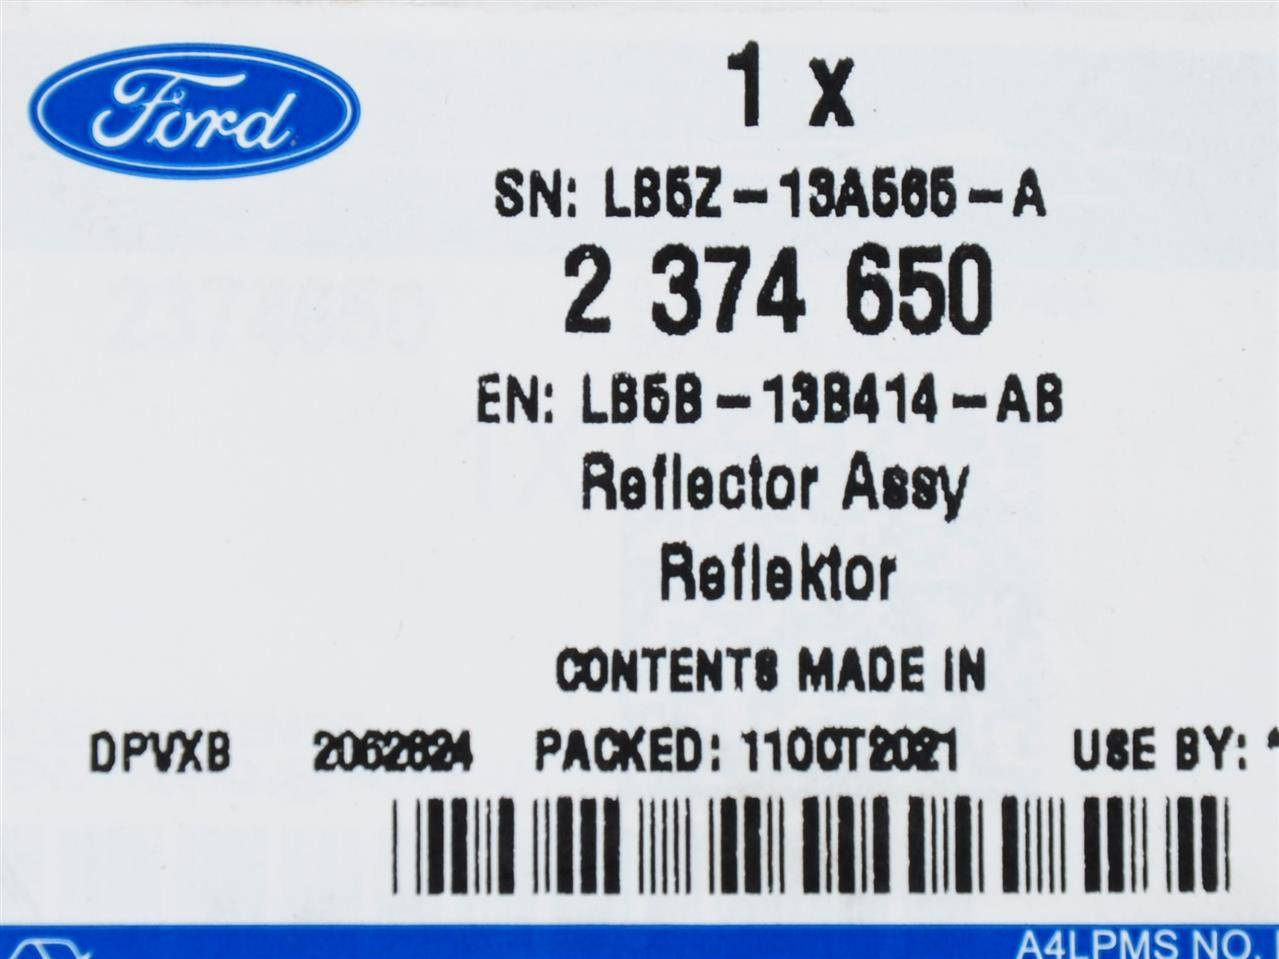 Ford
1 x
SN: LB5Z-13A565-A
2 374 650
EN: LB5B-13B414-AB
Reflector Assy
Reflektor
CONTENTS MADE IN
DPVXB 2062824 PACKED: 11OCT2021 USE BY:
A4LPMS NO.